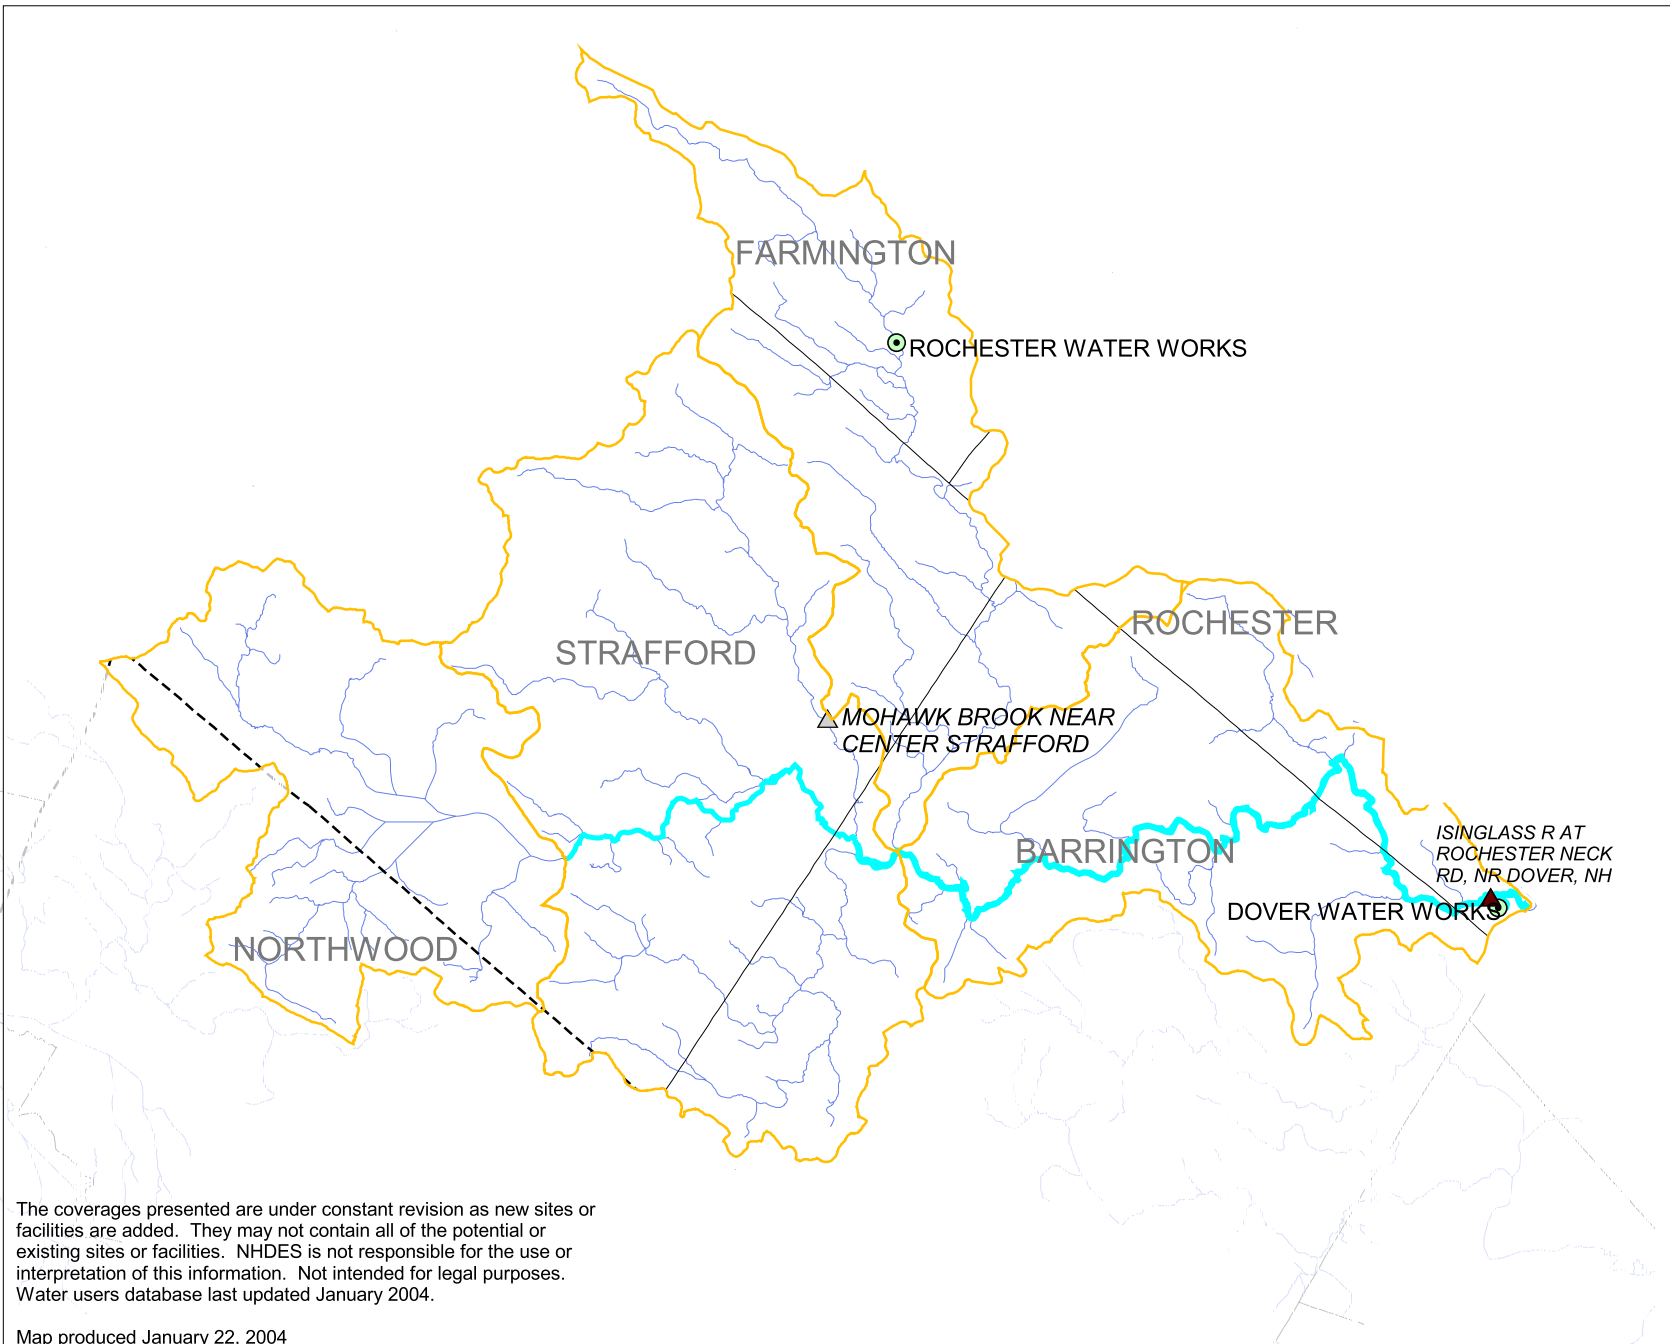 FARMINGTON
ROCHESTER WATER WORKS
ROCHESTER
STRAFFORD
MOHAWK BROOK NEAR
CENTER STRAFFORD
ISINGLASS R AT
ROCHESTER NECK
RD, NR DOVER, NH
BARRINGTON
DOVER WATER WORKS
NORTHWOOD
The coverages presented are under constant revision as new sites or
facilities are added.  They may not contain all of the potential or
existing sites or facilities.  NHDES is not responsible for the use or
interpretation of this information.  Not intended for legal purposes.
Water users database last updated January 2004.
Map produced January 22, 2004